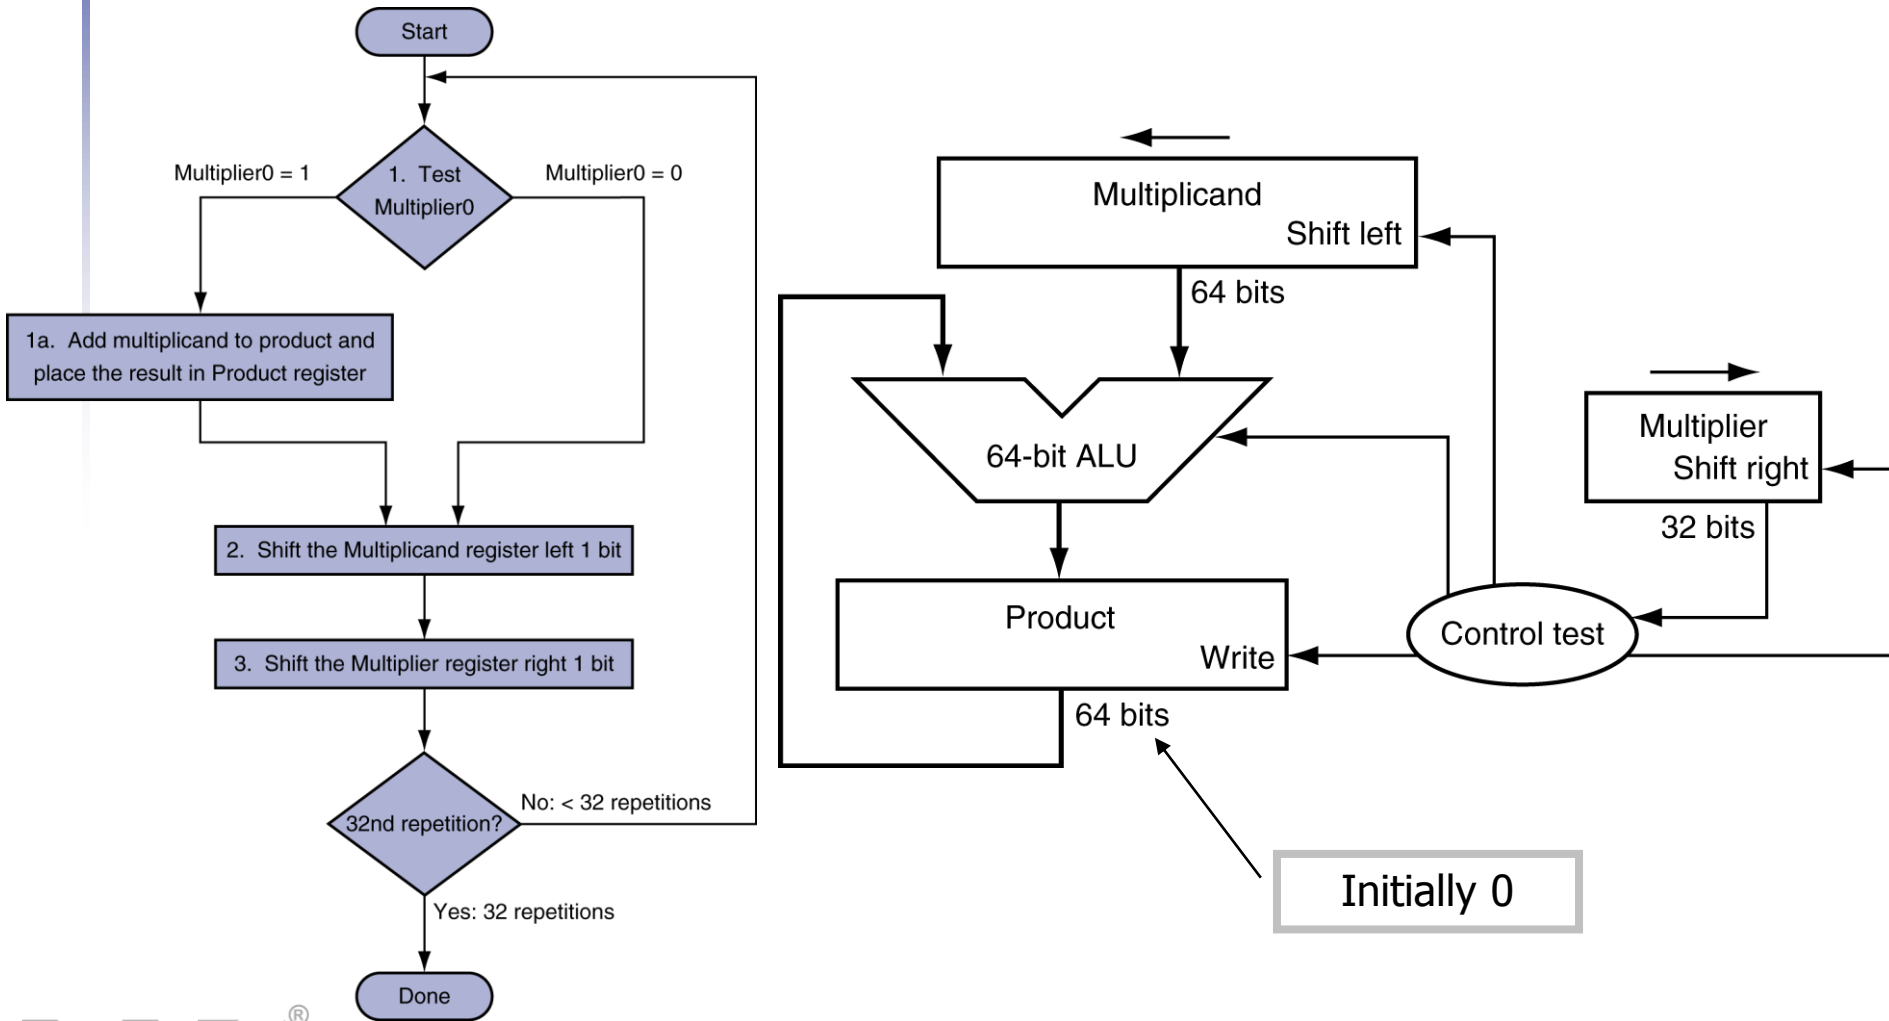 Start
Multiplier0 = 1
1. Test
Multiplier0
Multiplier0 = 0
1a. Add multiplicand to product and
place the result in Product register
2. Shift the Multiplicand register left 1 bit
3. Shift the Multiplier register right 1 bit
32nd repetition?
No: < 32 repetitions
Yes: 32 repetitions
Done
®
Multiplicand
Shift left
64 bits
64-bit ALU
Multiplier
Shift right
32 bits
Control test
Product
Write
64 bits
Initially 0